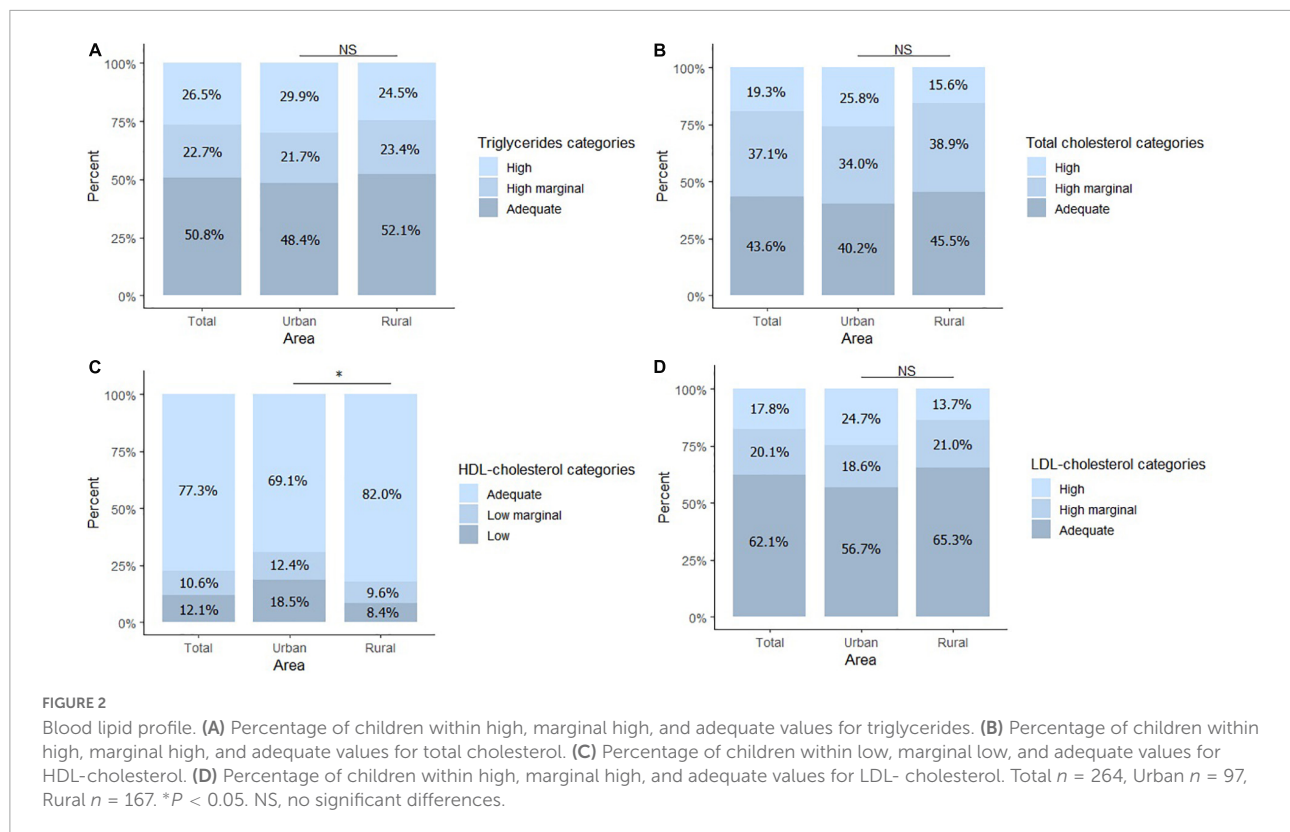 A
NS
100%
75%
50%
25%
0%
Percent
26.5%
29.9%
24.5%
22.7%
21.7%
23.4%
50.8%
48.4%
52.1%
Total
Urban
Rural
Area
Triglycerides categories
High
High marginal
Adequate
B
NS
100%
75%
50%
25%
0%
Percent
19.3%
25.8%
15.6%
37.1%
34.0%
38.9%
43.6%
40.2%
45.5%
Total
Urban
Rural
Area
Total cholesterol categories
High
High marginal
Adequate
C
*
100%
75%
50%
25%
0%
Percent
77.3%
69.1%
82.0%
10.6%
12.4%
9.6%
12.1%
18.5%
8.4%
Total
Urban
Rural
Area
HDL-cholesterol categories
Adequate
Low marginal
Low
D
NS
100%
75%
50%
25%
0%
Percent
17.8%
24.7%
13.7%
20.1%
18.6%
21.0%
62.1%
56.7%
65.3%
Total
Urban
Rural
Area
LDL-cholesterol categories
High
High marginal
Adequate
FIGURE 2
Blood lipid profile. (A) Percentage of children within high, marginal high, and adequate values for triglycerides. (B) Percentage of children within
high, marginal high, and adequate values for total cholesterol. (C) Percentage of children within low, marginal low, and adequate values for
HDL-cholesterol. (D) Percentage of children within high, marginal high, and adequate values for LDL- cholesterol. Total n = 264, Urban n = 97,
Rural n = 167. *P < 0.05. NS, no significant differences.